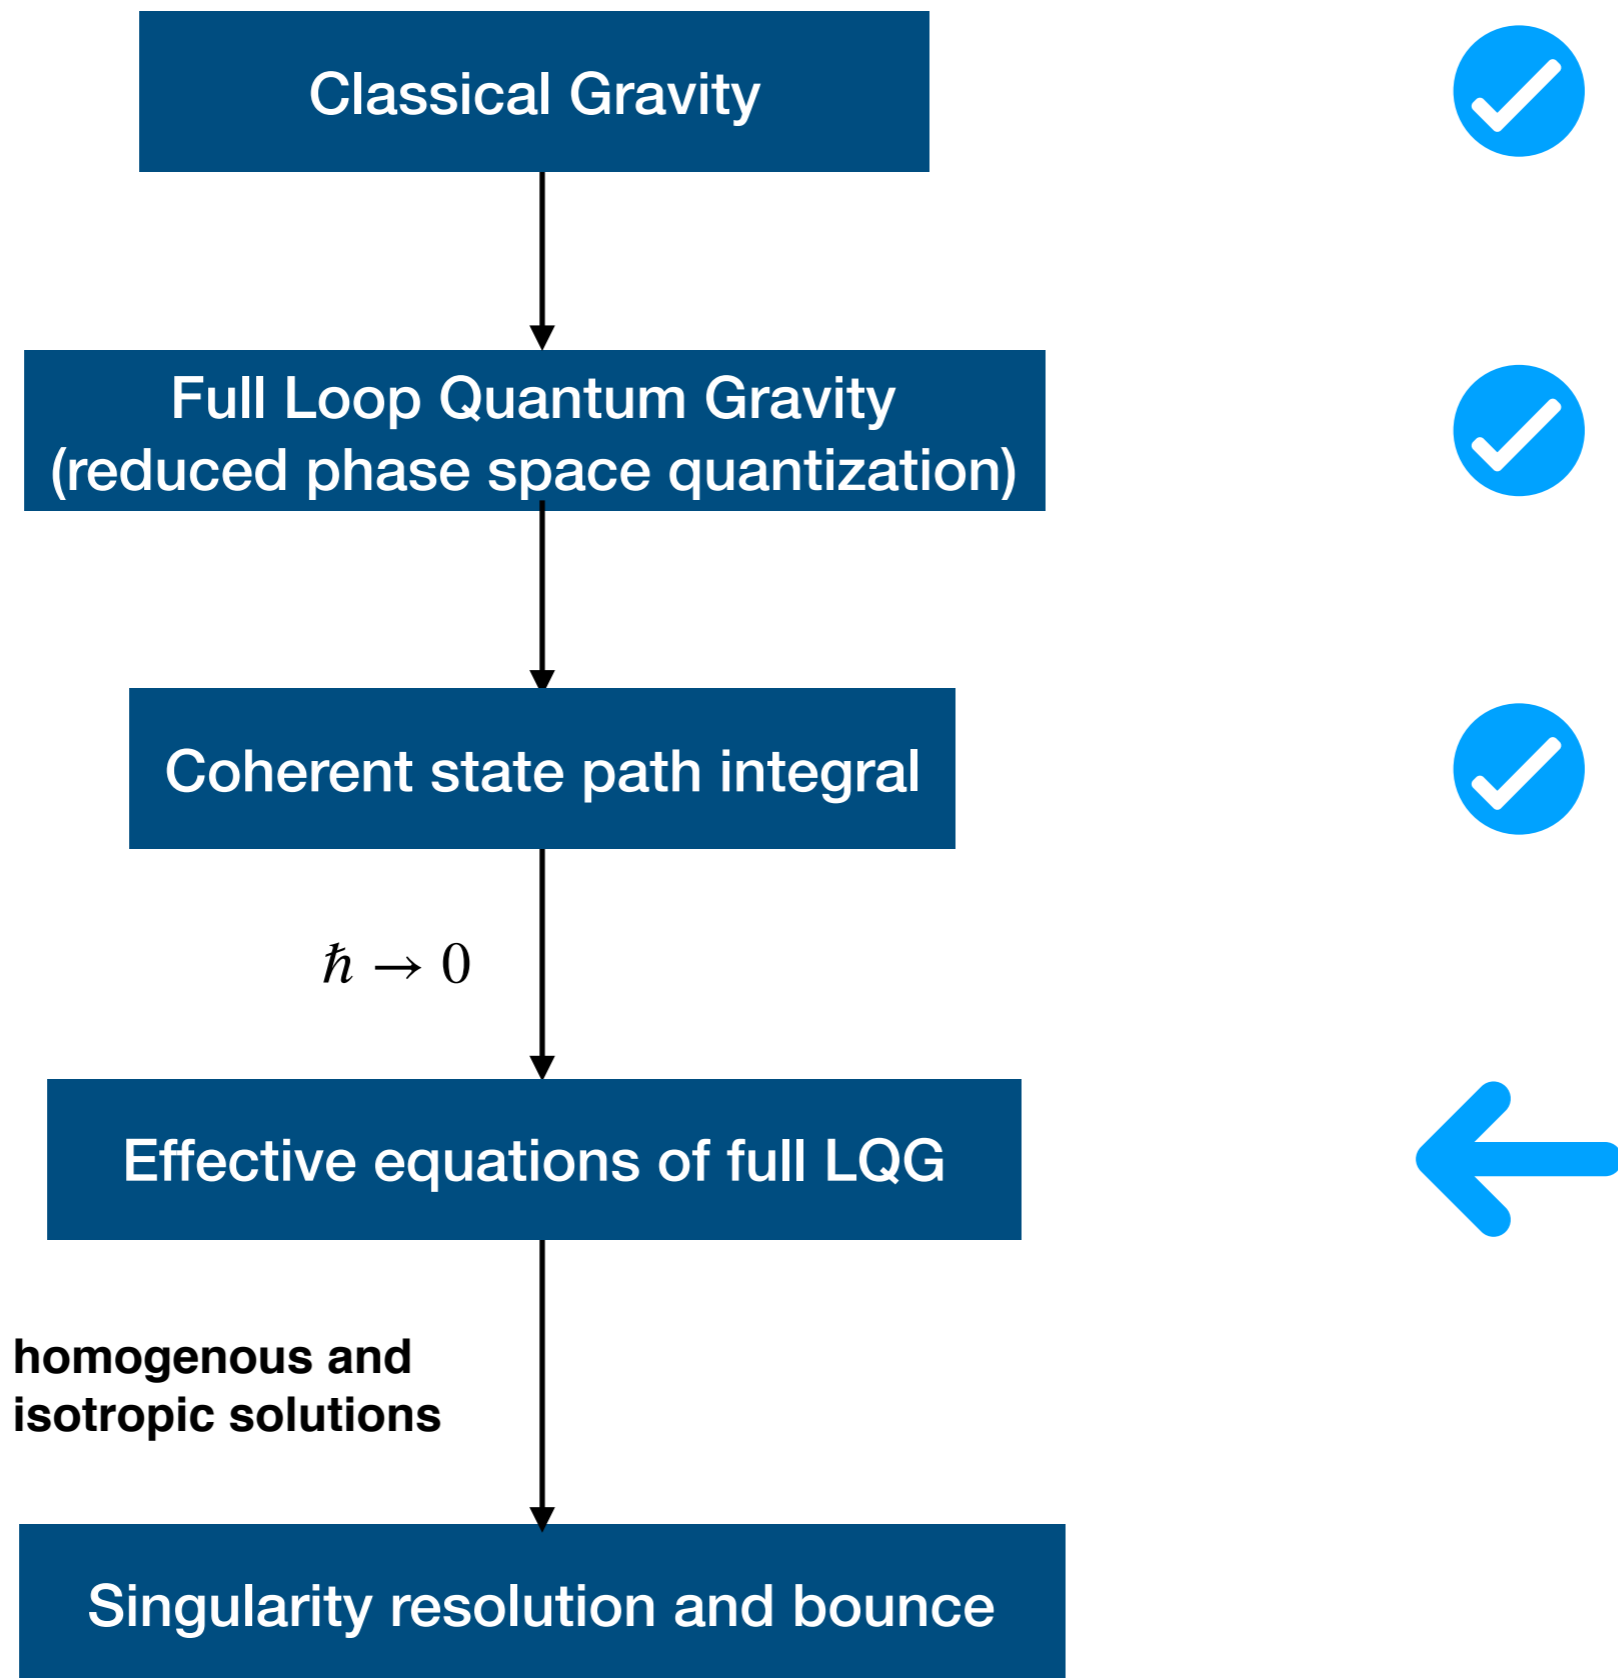 Classical Gravity
Full Loop Quantum Gravity
(reduced phase space quantization)
Coherent state path integral
ℏ → 0
Effective equations of full LQG
homogenous and
isotropic solutions
Singularity resolution and bounce